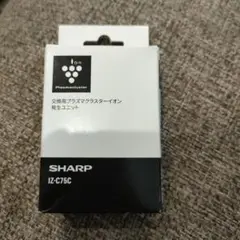 Ion
Plasmacluster
交換用プラズマクラスターイオン
発生ユニット
SHARP
IZ-C75C